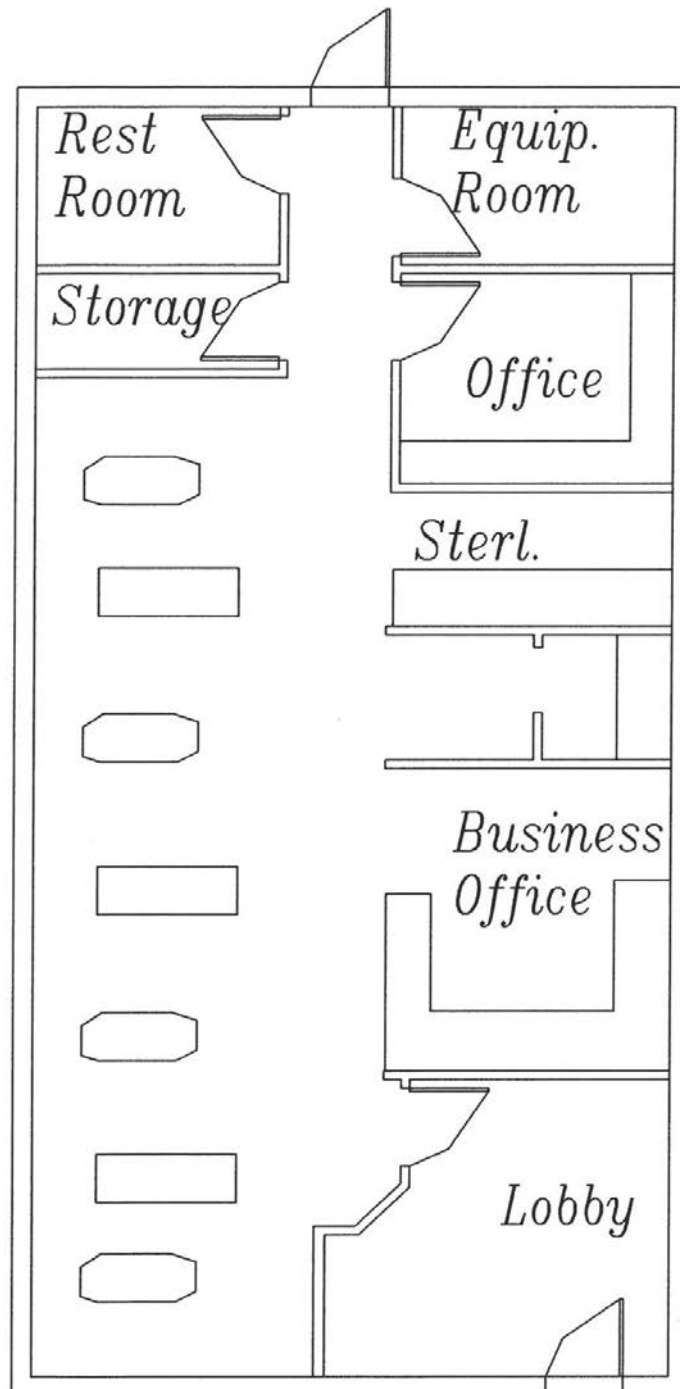 Rest
Room
Equip.
Room
Storage
Office
Sterl.
Business
Office
Lobby